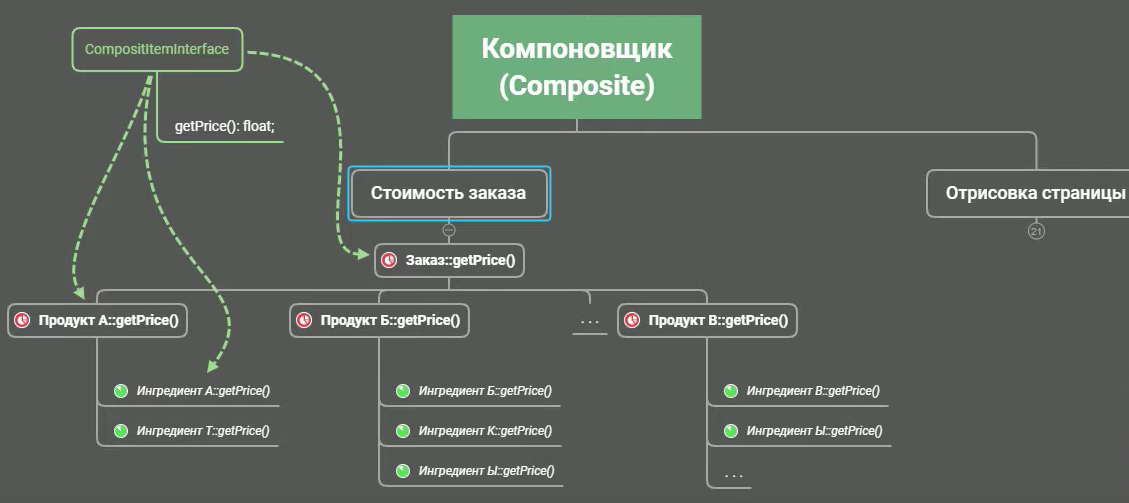 CompositItemInterface
getPrice(): float;
Компоновщик
(Composite)
Стоимость заказа
Отрисовка страницы
21
Заказ::getPrice()
Продукт А::getPrice()
Ингредиент А::getPrice()
Ингредиент Т::getPrice()
Продукт Б::getPrice()
Ингредиент Б::getPrice()
Ингредиент К::getPrice()
Ингредиент Ы::getPrice()
. . .
Продукт В::getPrice()
Ингредиент В::getPrice()
Ингредиент Ы::getPrice()
. . .